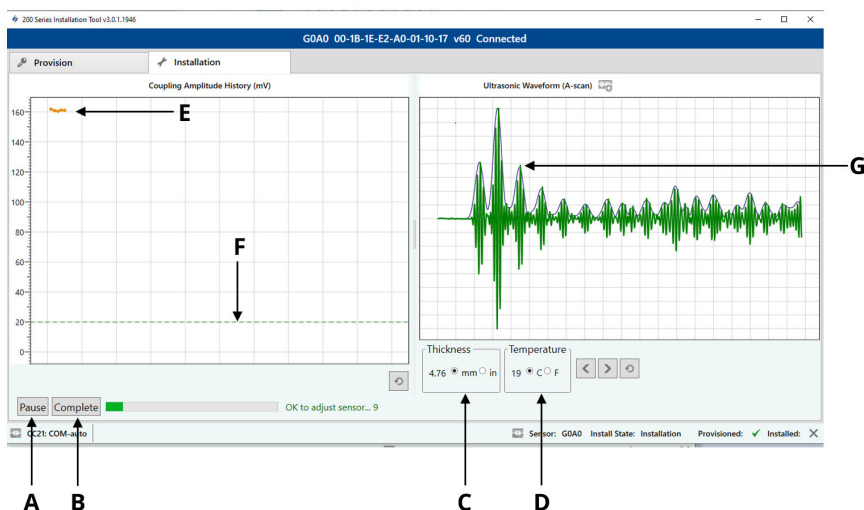 200 Series Installation Tool v3.0.1.1946
G0A0 00-1B-1E-E2-A0-01-10-17 v60 Connected
Provision
Installation
Coupling Amplitude History (mV)
Ultrasonic Waveform (A-scan)
160
140
120
100
80
60
40
20
0
E
F
G
Thickness
4.76 mm in
Temperature
19 C F
Pause
Complete
OK to adjust sensor... 9
CC21: COM-auto
Sensor: G0A0 Install State: Installation Provisioned: Installed:
A
B
C
D